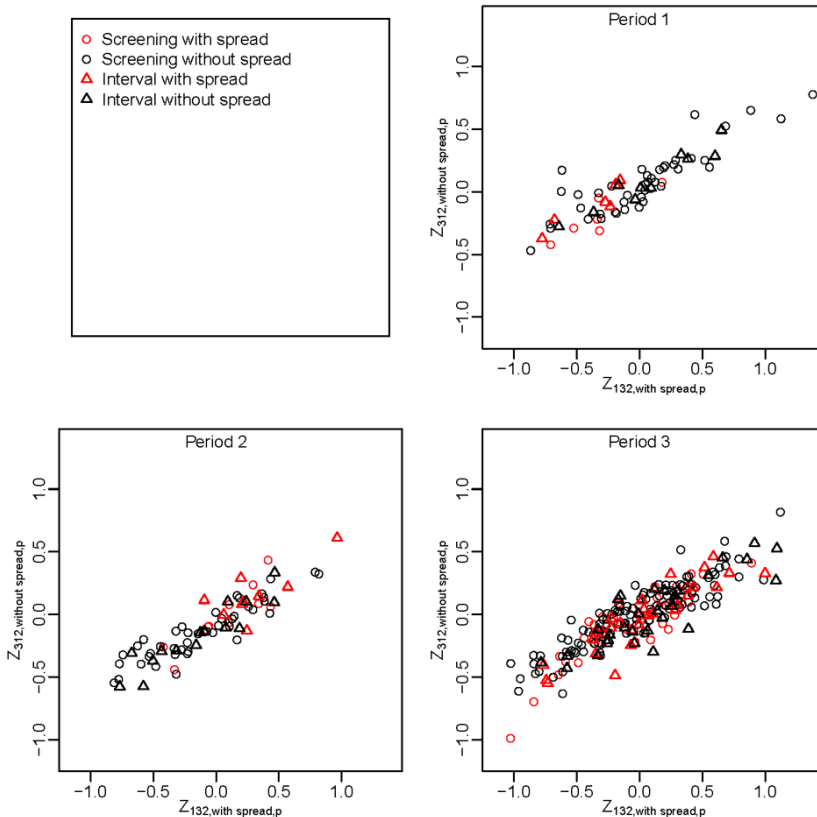 Screening with spread
Screening without spread
Interval with spread
Interval without spread
Period 1
1.0
0.5
0.0
−0.5
−1.0
Z312,without spread,p
−1.0 −0.5 0.0 0.5 1.0
Z132,with spread,p
Period 2
1.0
0.5
0.0
−0.5
−1.0
Z312,without spread,p
−1.0 −0.5 0.0 0.5 1.0
Z132,with spread,p
Period 3
1.0
0.5
0.0
−0.5
−1.0
Z312,without spread,p
−1.0 −0.5 0.0 0.5 1.0
Z132,with spread,p